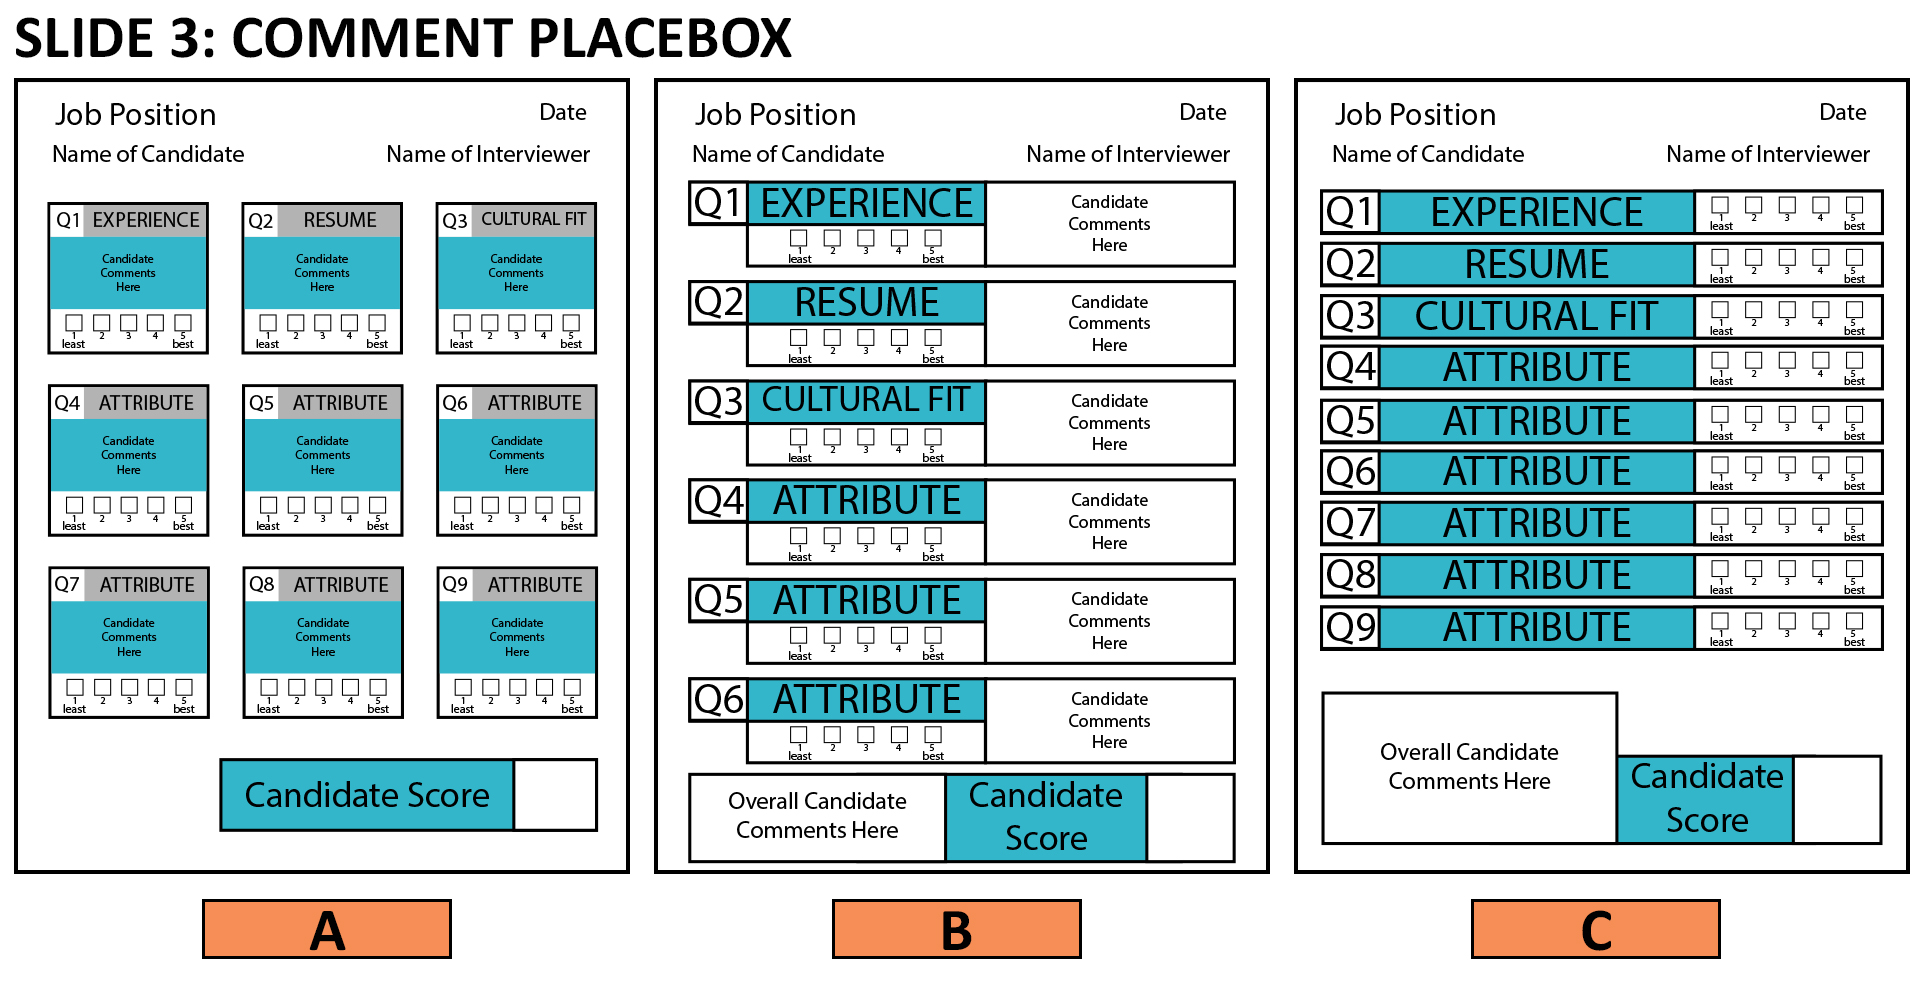 SLIDE 3: COMMENT PLACEBOX
Job Position Date
Name of Candidate Name of Interviewer
Q1 EXPERIENCE
Candidate
Comments
Here
1 2 3 4 5
least best
Q2 RESUME
Candidate
Comments
Here
1 2 3 4 5
least best
Q3 CULTURAL FIT
Candidate
Comments
Here
1 2 3 4 5
least best
Q4 ATTRIBUTE
Candidate
Comments
Here
1 2 3 4 5
least best
Q5 ATTRIBUTE
Candidate
Comments
Here
1 2 3 4 5
least best
Q6 ATTRIBUTE
Candidate
Comments
Here
1 2 3 4 5
least best
Q7 ATTRIBUTE
Candidate
Comments
Here
1 2 3 4 5
least best
Q8 ATTRIBUTE
Candidate
Comments
Here
1 2 3 4 5
least best
Q9 ATTRIBUTE
Candidate
Comments
Here
1 2 3 4 5
least best
Candidate Score
A
Job Position Date
Name of Candidate Name of Interviewer
Q1 EXPERIENCE
1 2 3 4 5
least best
Candidate
Comments
Here
Q2 RESUME
1 2 3 4 5
least best
Candidate
Comments
Here
Q3 CULTURAL FIT
1 2 3 4 5
least best
Candidate
Comments
Here
Q4 ATTRIBUTE
1 2 3 4 5
least best
Candidate
Comments
Here
Q5 ATTRIBUTE
1 2 3 4 5
least best
Candidate
Comments
Here
Q6 ATTRIBUTE
1 2 3 4 5
least best
Candidate
Comments
Here
Overall Candidate
Comments Here
Candidate
Score
B
Job Position Date
Name of Candidate Name of Interviewer
Q1 EXPERIENCE
1 2 3 4 5
least best
Q2 RESUME
1 2 3 4 5
least best
Q3 CULTURAL FIT
1 2 3 4 5
least best
Q4 ATTRIBUTE
1 2 3 4 5
least best
Q5 ATTRIBUTE
1 2 3 4 5
least best
Q6 ATTRIBUTE
1 2 3 4 5
least best
Q7 ATTRIBUTE
1 2 3 4 5
least best
Q8 ATTRIBUTE
1 2 3 4 5
least best
Q9 ATTRIBUTE
1 2 3 4 5
least best
Overall Candidate
Comments Here
Candidate
Score
C